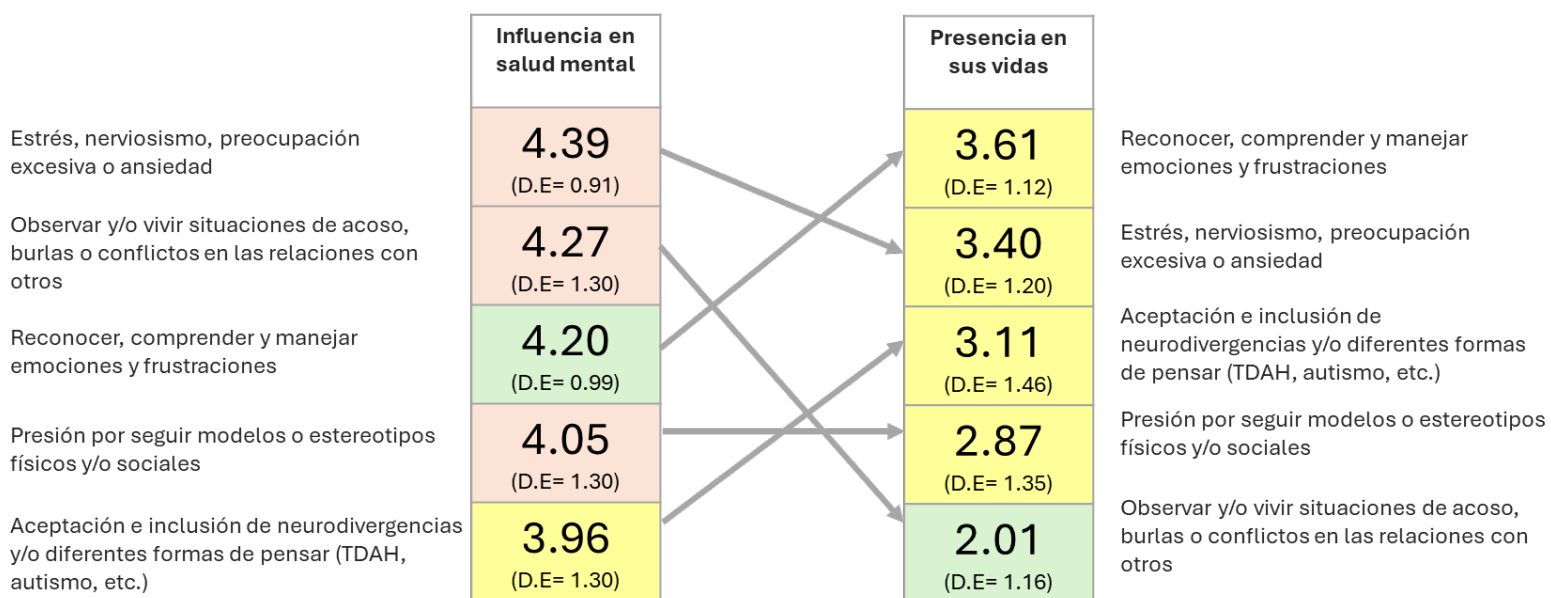 Influencia en
salud mental
Presencia en
sus vidas
Estrés, nerviosismo, preocupación
excesiva o ansiedad
4.39
(D.E= 0.91)
3.61
(D.E= 1.12)
Reconocer, comprender y manejar
emociones y frustraciones
Observar y/o vivir situaciones de acoso,
burlas o conflictos en las relaciones con
otros
4.27
(D.E= 1.30)
3.40
(D.E= 1.20)
Estrés, nerviosismo, preocupación
excesiva o ansiedad
Reconocer, comprender y manejar
emociones y frustraciones
4.20
(D.E= 0.99)
3.11
(D.E= 1.46)
Aceptación e inclusión de
neurodivergencias y/o diferentes formas
de pensar (TDAH, autismo, etc.)
Presión por seguir modelos o estereotipos
físicos y/o sociales
4.05
(D.E= 1.30)
2.87
(D.E= 1.35)
Presión por seguir modelos o estereotipos
físicos y/o sociales
Aceptación e inclusión de neurodivergencias
y/o diferentes formas de pensar (TDAH,
autismo, etc.)
3.96
(D.E= 1.30)
2.01
(D.E= 1.16)
Observar y/o vivir situaciones de acoso,
burlas o conflictos en las relaciones con
otros